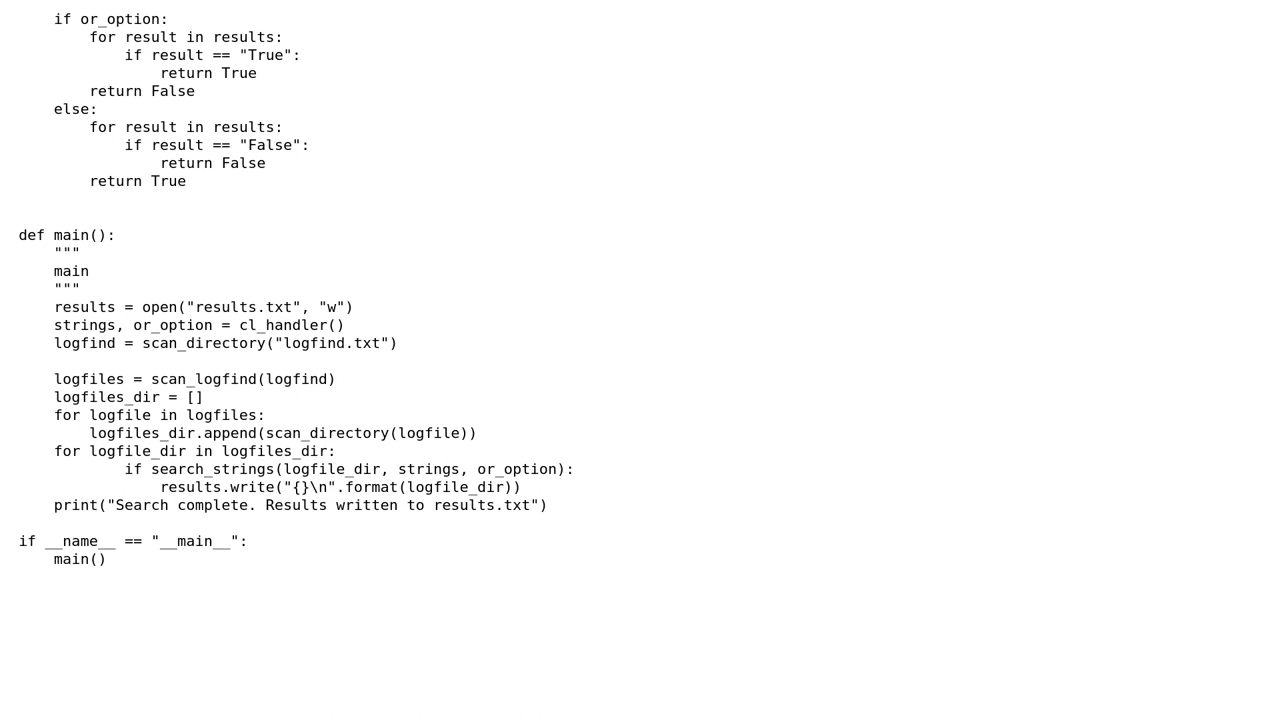 if or_option:
        for result in results:
            if result == "True":
                return True
        return False
    else:
        for result in results:
            if result == "False":
                return False
        return True


def main():
    """
    main
    """
    results = open("results.txt", "w")
    strings, or_option = cl_handler()
    logfind = scan_directory("logfind.txt")

    logfiles = scan_logfind(logfind)
    logfiles_dir = []
    for logfile in logfiles:
        logfiles_dir.append(scan_directory(logfile))
    for logfile_dir in logfiles_dir:
            if search_strings(logfile_dir, strings, or_option):
                results.write("{}\n".format(logfile_dir))
    print("Search complete. Results written to results.txt")

if __name__ == "__main__":
    main()